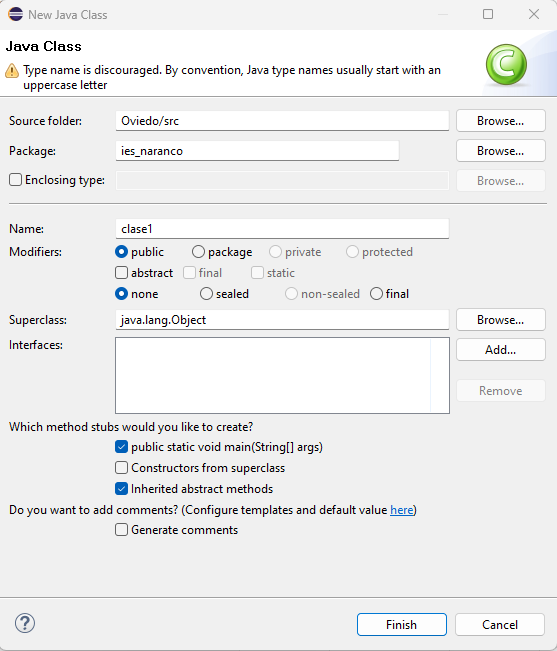 New Java Class
Java Class
Type name is discouraged. By convention, Java type names usually start with an
uppercase letter
Source folder: Oviedo/src Browse...
Package: ies_naranco Browse...
Enclosing type: Browse...
Name: clase1
Modifiers: public package private protected
abstract final static
none sealed non-sealed final
Superclass: java.lang.Object Browse...
Interfaces: Add...
Remove
Which method stubs would you like to create?
public static void main(String[] args)
Constructors from superclass
Inherited abstract methods
Do you want to add comments? (Configure templates and default value here)
Generate comments
? Finish Cancel